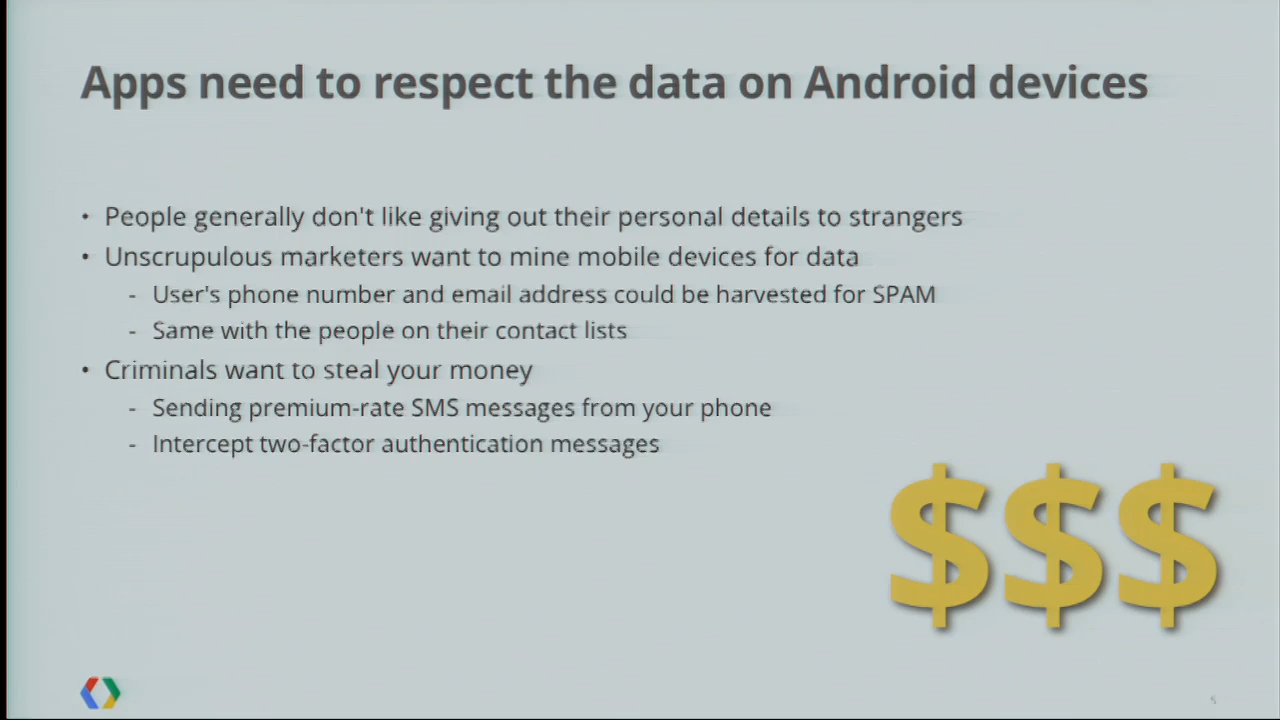 Apps need to respect the data on Android devices
• People generally don't like giving out their personal details to strangers
• Unscrupulous marketers want to mine mobile devices for data
- User's phone number and email address could be harvested for SPAM
- Same with the people on their contact lists
• Criminals want to steal your money
- Sending premium-rate SMS messages from your phone
- Intercept two-factor authentication messages
$$$